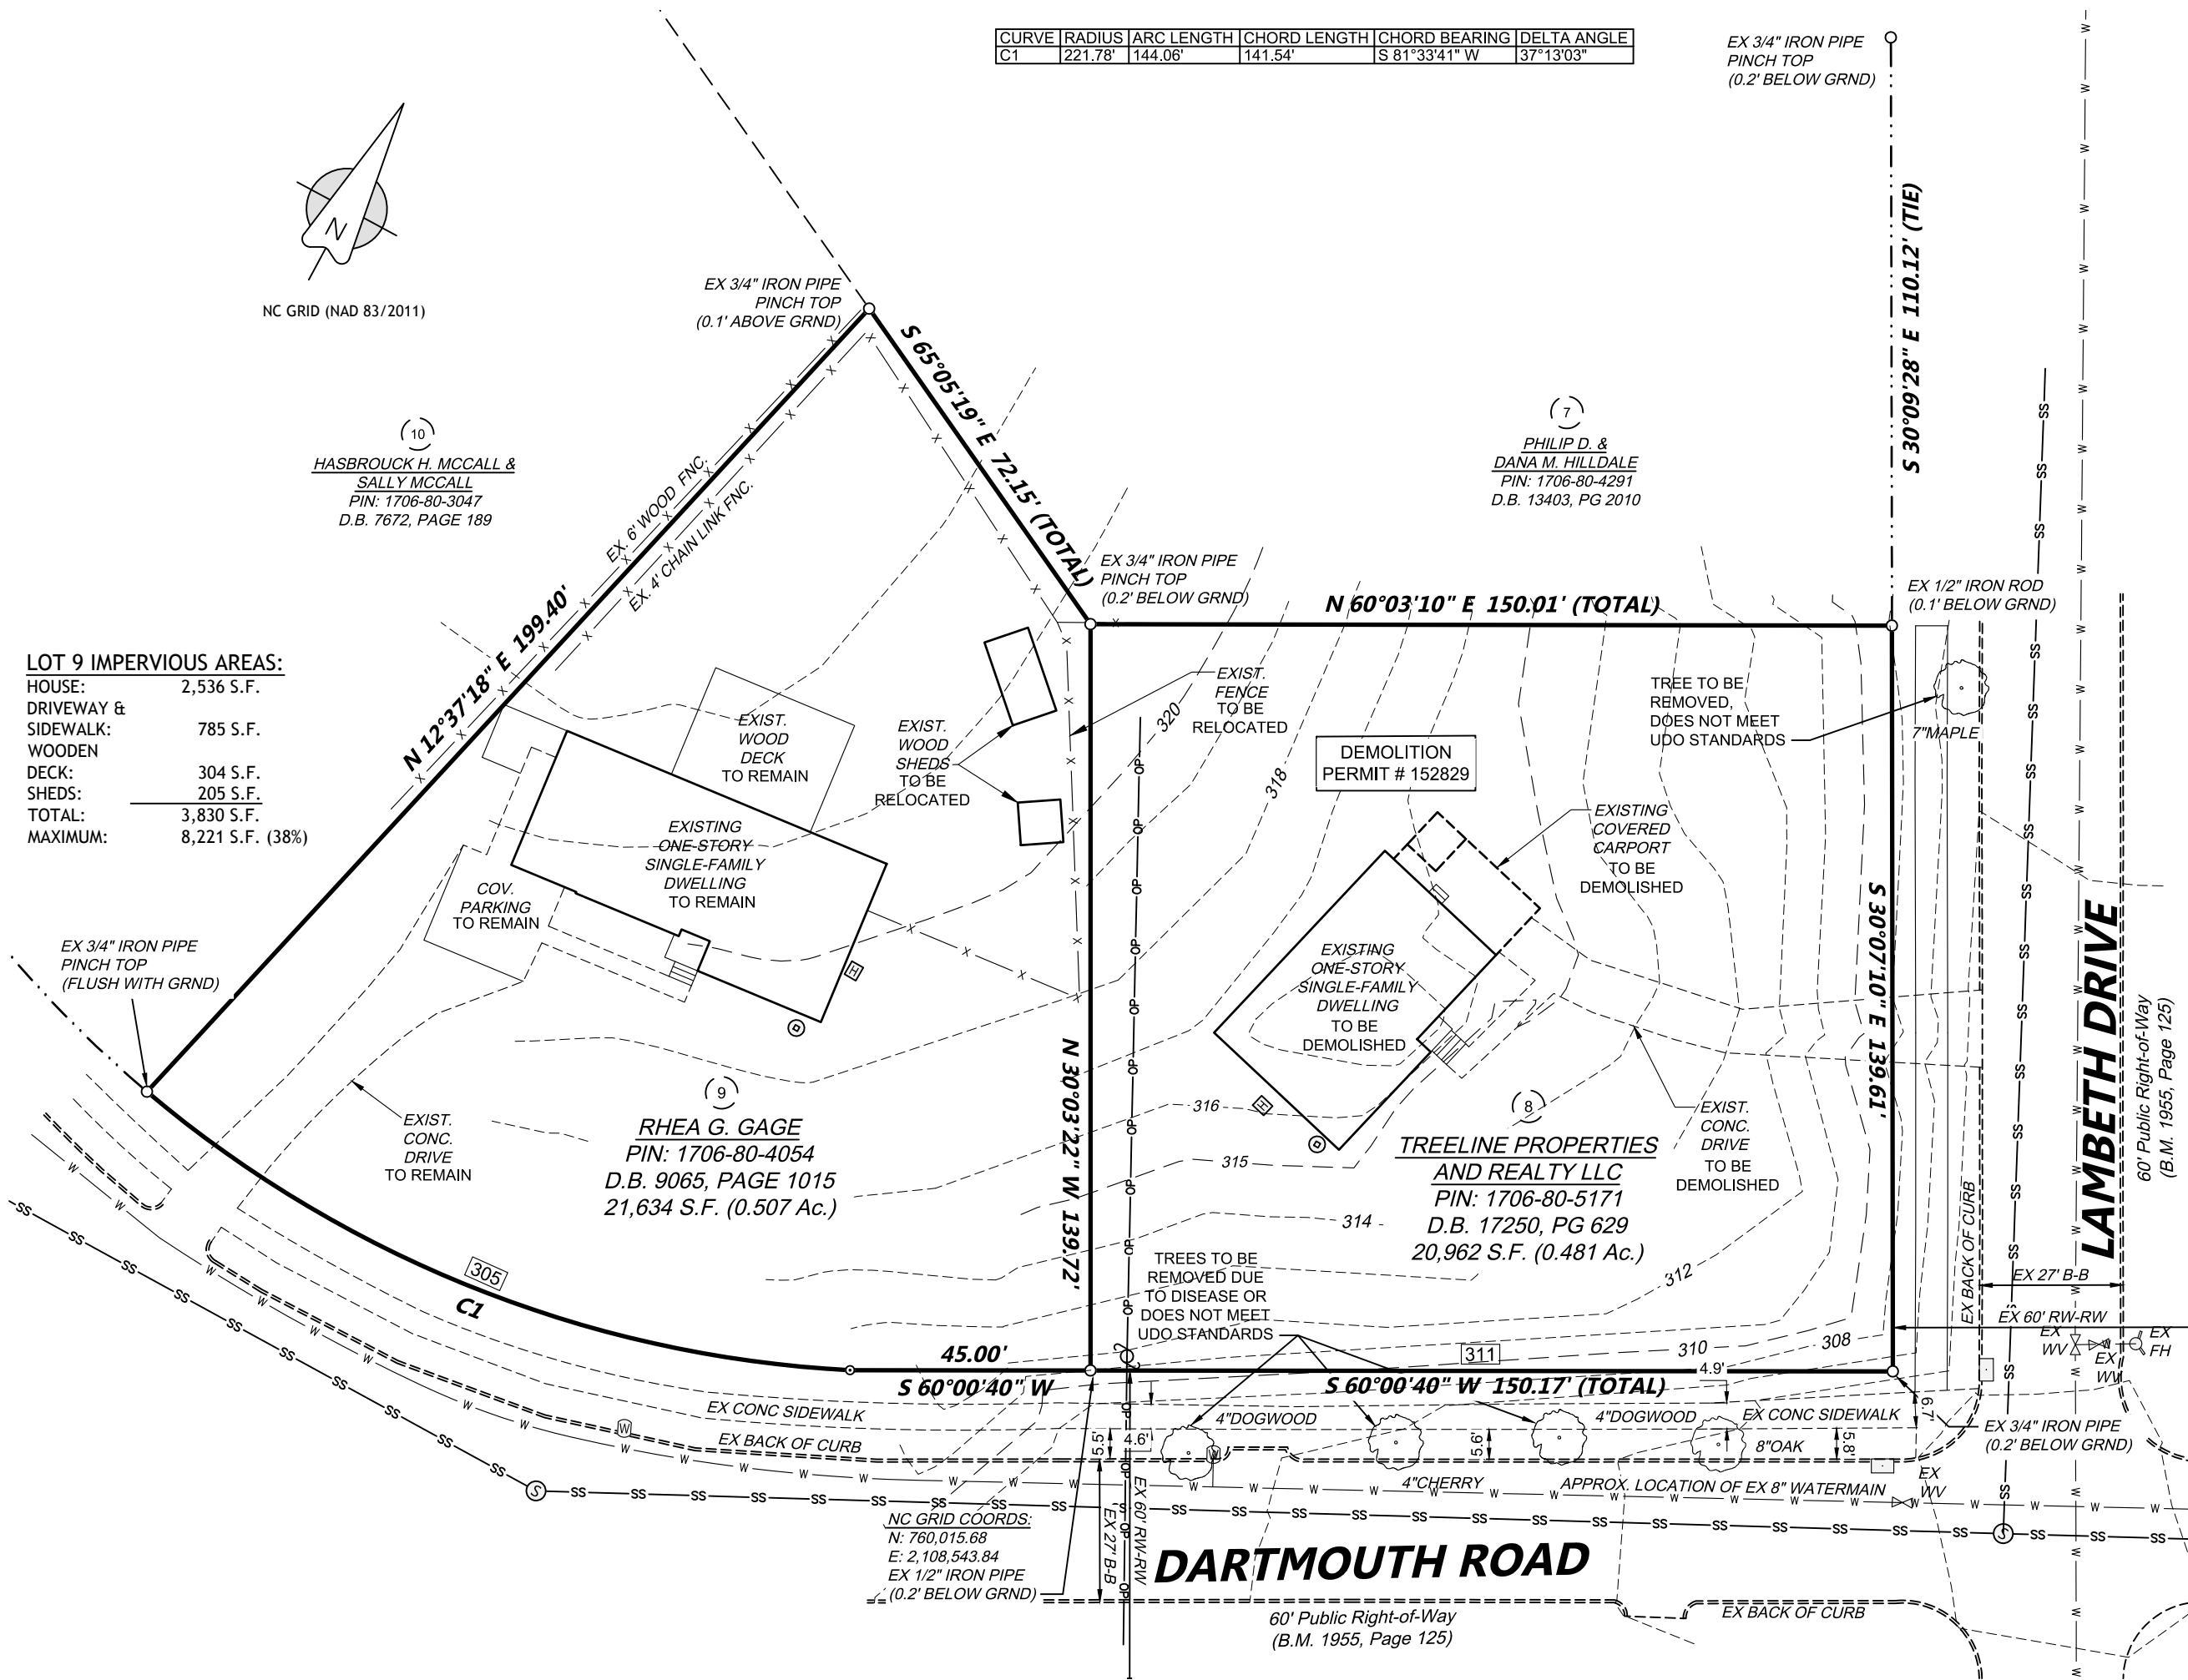 CURVE RADIUS ARC LENGTH CHORD LENGTH CHORD BEARING DELTA ANGLE
C1 221.78' 144.06' 141.54' S 81°33'41" W 37°13'03"
EX 3/4" IRON PIPE
PINCH TOP
(0.2' BELOW GRND)
N
NC GRID (NAD 83/2011)
S 30°09'28" E 110.12' (TIE)
EX 3/4" IRON PIPE
PINCH TOP
(0.1' ABOVE GRND)
S 65°05'19" E 72.15' (TOTAL)
10
HASBROUCK H. MCCALL &
SALLY MCCALL
PIN: 1706-80-3047
D.B. 7672, PAGE 189
7
PHILIP D. &
DANA M. HILLDALE
PIN: 1706-80-4291
D.B. 13403, PG 2010
EX. 6' WOOD FNC.
EX. 4' CHAIN LINK FNC.
N 12°37'18" E 199.40'
EX 3/4" IRON PIPE
PINCH TOP
(0.2' BELOW GRND)
N 60°03'10" E 150.01' (TOTAL)
EX 1/2" IRON ROD
(0.1' BELOW GRND)
LOT 9 IMPERVIOUS AREAS:
HOUSE: 2,536 S.F.
DRIVEWAY &
SIDEWALK: 785 S.F.
WOODEN
DECK: 304 S.F.
SHEDS: 205 S.F.
TOTAL: 3,830 S.F.
MAXIMUM: 8,221 S.F. (38%)
EXIST.
WOOD
DECK
TO REMAIN
EXIST.
WOOD
SHEDS
TO BE
RELOCATED
EXIST.
FENCE
TO BE
RELOCATED
320
318
DEMOLITION
PERMIT # 152829
TREE TO BE
REMOVED,
DOES NOT MEET
UDO STANDARDS
7"MAPLE
EXISTING
ONE-STORY
SINGLE-FAMILY
DWELLING
TO REMAIN
COV.
PARKING
TO REMAIN
EXISTING
COVERED
CARPORT
TO BE
DEMOLISHED
EXISTING
ONE-STORY
SINGLE-FAMILY
DWELLING
TO BE
DEMOLISHED
EX 3/4" IRON PIPE
PINCH TOP
(FLUSH WITH GRND)
S 30°07'10" E 139.61'
N 30°03'22" W 139.72'
LAMBETH DRIVE
60' Public Right-of-Way
(B.M. 1955, Page 125)
EXIST.
CONC.
DRIVE
TO REMAIN
9
RHEA G. GAGE
PIN: 1706-80-4054
D.B. 9065, PAGE 1015
21,634 S.F. (0.507 Ac.)
316
315
314
312
310
308
8
TREELINE PROPERTIES
AND REALTY LLC
PIN: 1706-80-5171
D.B. 17250, PG 629
20,962 S.F. (0.481 Ac.)
EXIST.
CONC.
DRIVE
TO BE
DEMOLISHED
EX BACK OF CURB
EX 27' B-B
EX 60' RW-RW
EX
WV
EX
WV
EX
FH
305
C1
TREES TO BE
REMOVED DUE
TO DISEASE OR
DOES NOT MEET
UDO STANDARDS
45.00'
S 60°00'40" W
311
S 60°00'40" W 150.17' (TOTAL)
4.9'
6.7'
EX CONC SIDEWALK
4"DOGWOOD
4"DOGWOOD
EX CONC SIDEWALK
EX 3/4" IRON PIPE
(0.2' BELOW GRND)
EX BACK OF CURB
5.5'
4.6'
5.9'
8"OAK
5.8'
4"CHERRY
APPROX. LOCATION OF EX 8" WATERMAIN
EX
WV
NC GRID COORDS:
N: 760,015.68
E: 2,108,543.84
EX 1/2" IRON PIPE
(0.2' BELOW GRND)
EX 27' B-B
EX 60' RW-RW
DARTMOUTH ROAD
60' Public Right-of-Way
(B.M. 1955, Page 125)
EX BACK OF CURB